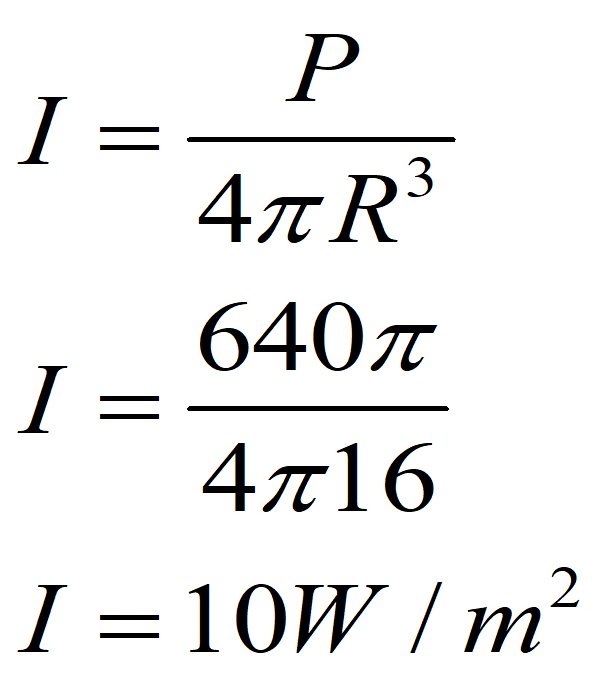 I = P / 4πR³
I = 640π / 4π16
I = 10W / m²